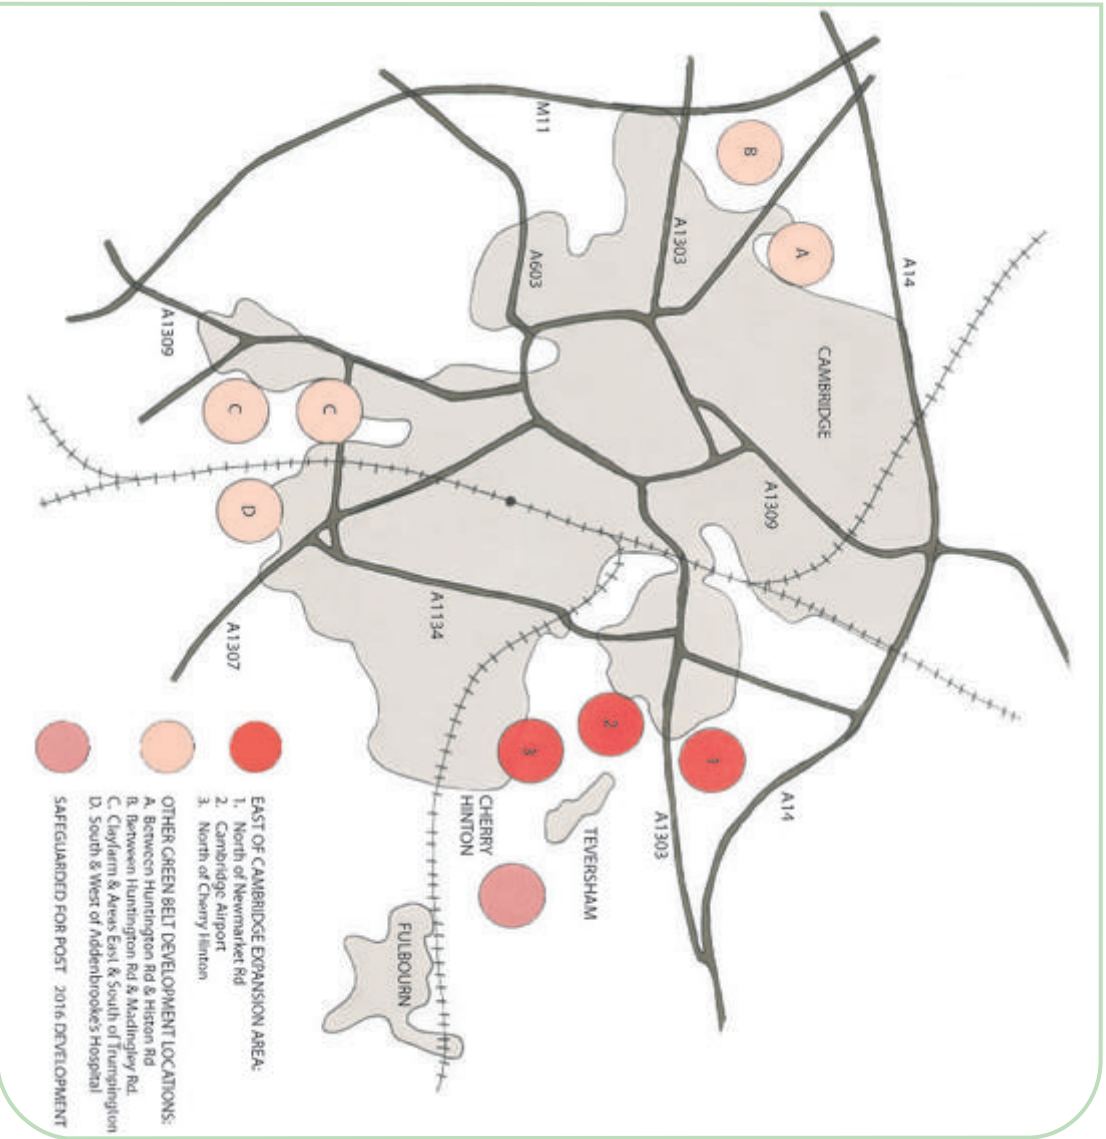 A14
M11
B
A
A1303
A603
CAMBRIDGE
A1309
A1309
C
C
D
A1134
A1307
1
2
3
A14
A1303
TEVERSHAM
CHERRY
HINTON
FULBOURN
EAST OF CAMBRIDGE EXPANSION AREA:
1. North of Newmarket Rd
2. Cambridge Airport
3. North of Cherry Hinton
OTHER GREEN BELT DEVELOPMENT LOCATIONS:
A. Between Huntington Rd & Histon Rd
B. Between Huntington Rd & Madingley Rd.
C. Clayfarm & Areas East & South of Trumpington
D. South & West of Addenbrooke's Hospital
SAFEGUARDED FOR POST 2016 DEVELOPMENT